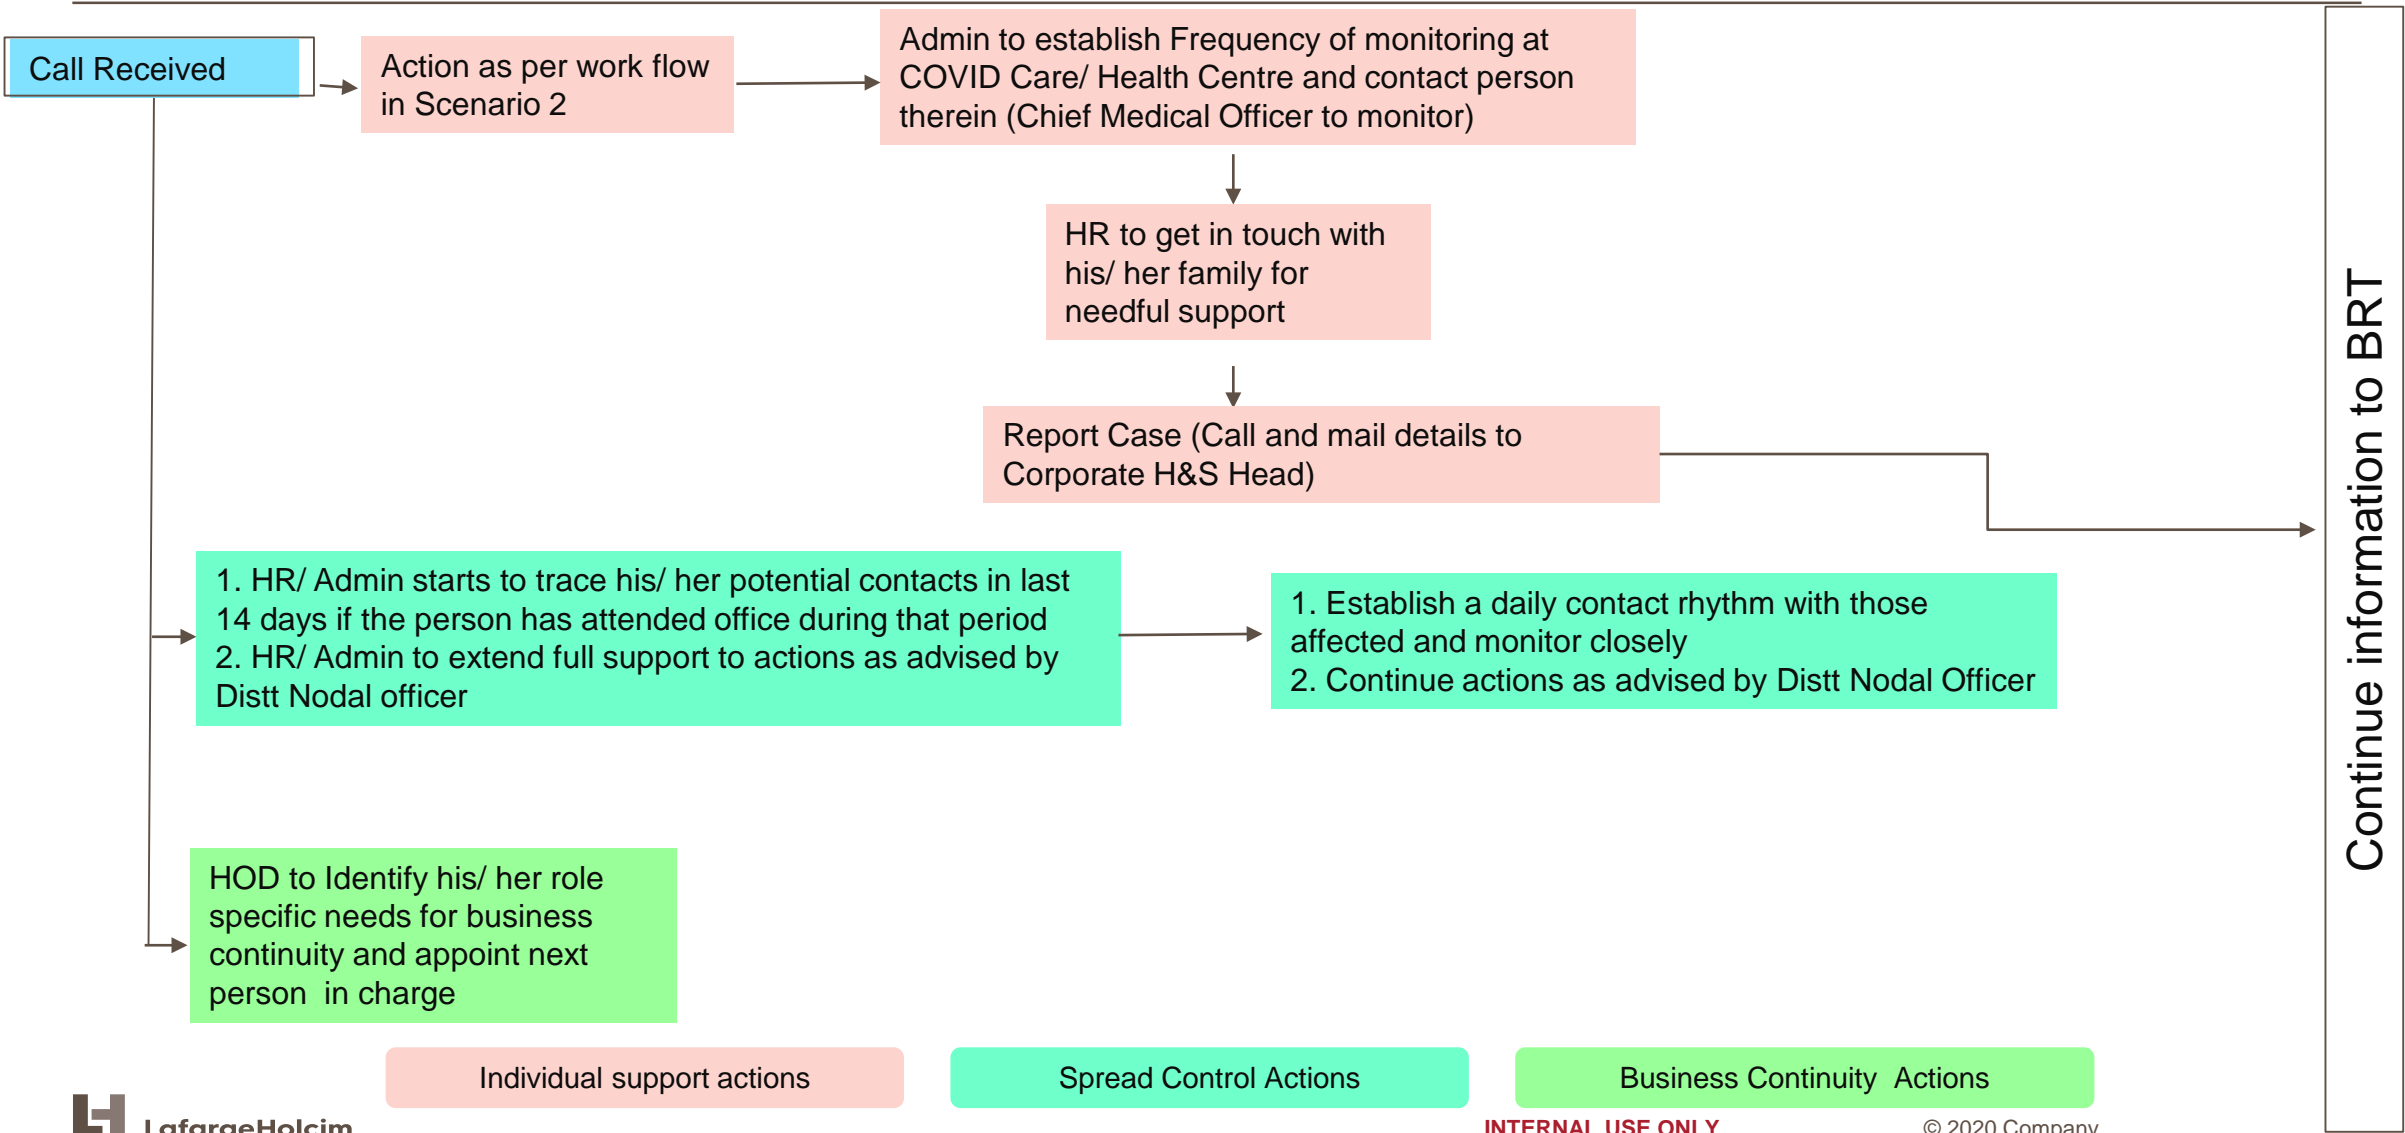 Call Received
Action as per work flow
in Scenario 2
Admin to establish Frequency of monitoring at
COVID Care/ Health Centre and contact person
therein (Chief Medical Officer to monitor)
HR to get in touch with
his/ her family for
needful support
Report Case (Call and mail details to
Corporate H&S Head)
1. HR/ Admin starts to trace his/ her potential contacts in last
14 days if the person has attended office during that period
2. HR/ Admin to extend full support to actions as advised by
Distt Nodal officer
1. Establish a daily contact rhythm with those
affected and monitor closely
2. Continue actions as advised by Distt Nodal Officer
HOD to Identify his/ her role
specific needs for business
continuity and appoint next
person  in charge
Continue information to BRT
Individual support actions
Spread Control Actions
Business Continuity  Actions
LafargeHolcim
INTERNAL USE ONLY
© 2020 Company